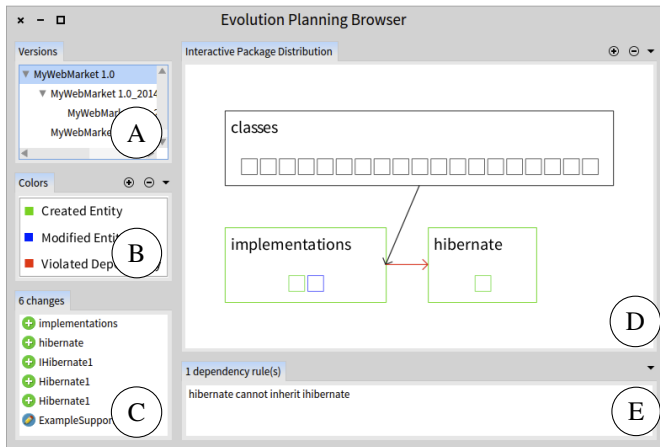 Evolution Planning Browser
Versions
MyWebMarket 1.0
MyWebMarket 1.0_2014
MyWebMarket
MyWebMarke
A
Colors
Created Entity
Modified Enti
Violated Depe
B
6 changes
implementations
hibernate
IHibernate1
Hibernate1
Hibernate1
ExampleSuppor
C
Interactive Package Distribution
classes
implementations
hibernate
D
1 dependency rule(s)
hibernate cannot inherit ihibernate
E